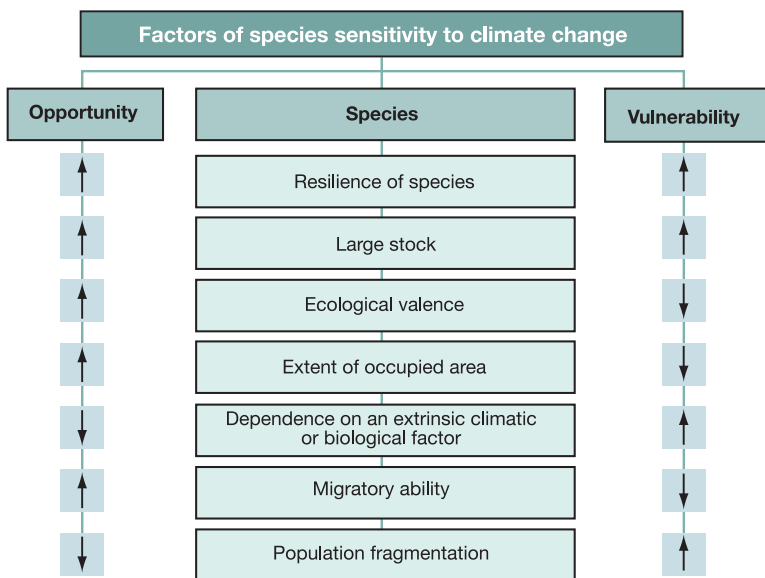 Factors of species sensitivity to climate change
Opportunity
Species
Vulnerability
Resilience of species
Large stock
Ecological valence
Extent of occupied area
Dependence on an extrinsic climatic
or biological factor
Migratory ability
Population fragmentation